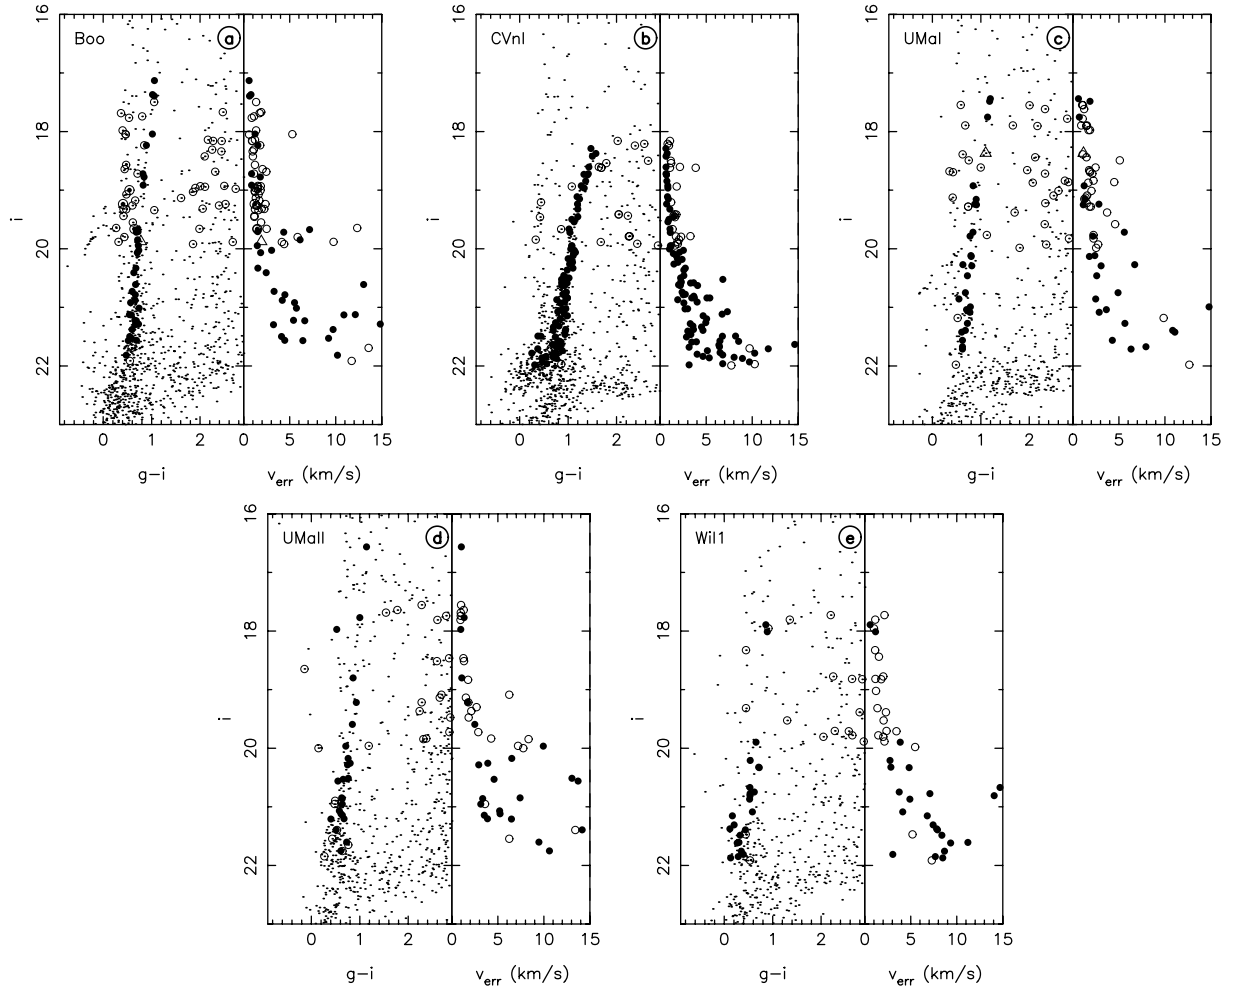 16 16 16
Boo a CVnI b UMaI c
18 18 18
i i i
20 20 20
22 22 22
0 1 2 0 5 10 15 0 1 2 0 5 10 15 0 1 2 0 5 10 15
g−i v_err (km/s) g−i v_err (km/s) g−i v_err (km/s)
16 16
UMaII d Wil1 e
18 18
i i
20 20
22 22
0 1 2 0 5 10 15 0 1 2 0 5 10 15
g−i v_err (km/s) g−i v_err (km/s)